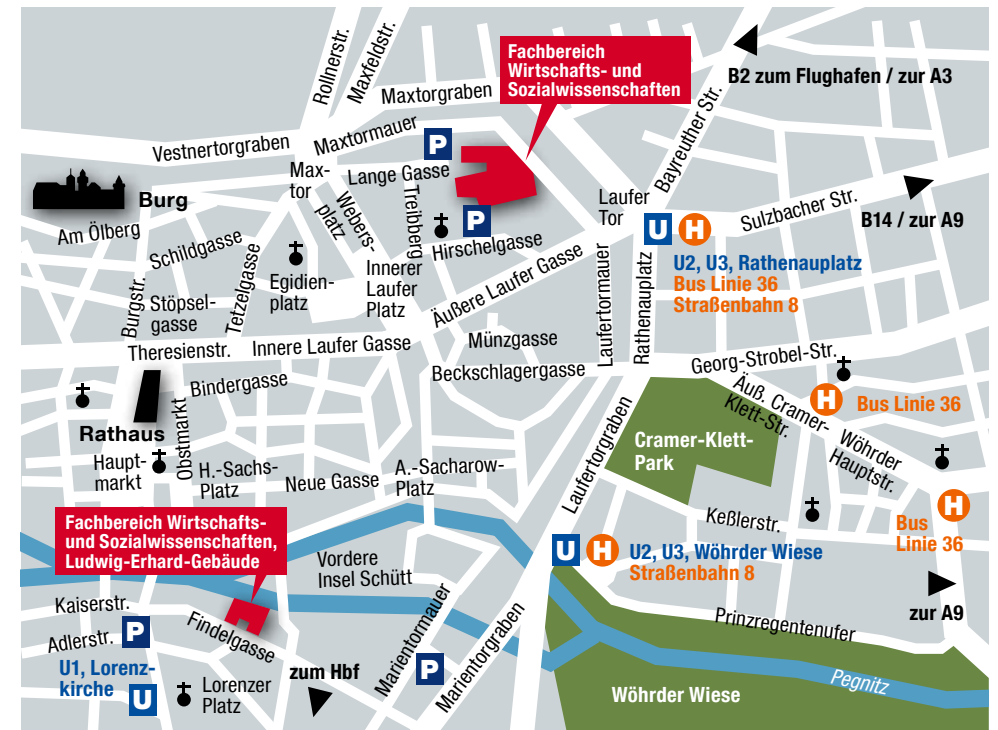 Rollnerstr.
Maxfeldstr.
Fachbereich
Wirtschafts- und
Sozialwissenschaften
B2 zum Flughafen / zur A3
Maxtorgraben
Bayreuther Str.
Vestnertorgraben
Maxtormauer
P
Max-
tor
Lange Gasse
Burg
Webers-
platz
Treibberg
P
Laufer
Tor
Sulzbacher Str.
B14 / zur A9
Am Ölberg
Schildgasse
Hirschelgasse
U
H
U2, U3, Rathenauplatz
Bus Linie 36
Straßenbahn 8
Egidien-
platz
Innerer
Laufer
Platz
Äußere Laufer Gasse
Laufertormauer
Rathenauplatz
Burgstr.
Stöpsel-
gasse
Tetzelgasse
Theresienstr.
Innere Laufer Gasse
Münzgasse
Beckschlagergasse
Georg-Strobel-Str.
Bindergasse
Äuß. Cramer-
Klett-Str.
H
Bus Linie 36
Rathaus
Obstmarkt
Haupt-
markt
H.-Sachs-
Platz
Neue Gasse
A.-Sacharow-
Platz
Laufertorgraben
Cramer-Klett-
Park
Wöhrder
Hauptstr.
Keßlerstr.
H
Bus
Linie 36
Fachbereich Wirtschafts-
und Sozialwissenschaften,
Ludwig-Erhard-Gebäude
Vordere
Insel Schütt
U
H
U2, U3, Wöhrder Wiese
Straßenbahn 8
zur A9
Kaiserstr.
Adlerstr.
P
Findelgasse
Marientormauer
Marientorgraben
Prinzregentenufer
U1, Lorenz-
kirche
U
Lorenzer
Platz
zum Hbf
P
Wöhrder Wiese
Pegnitz